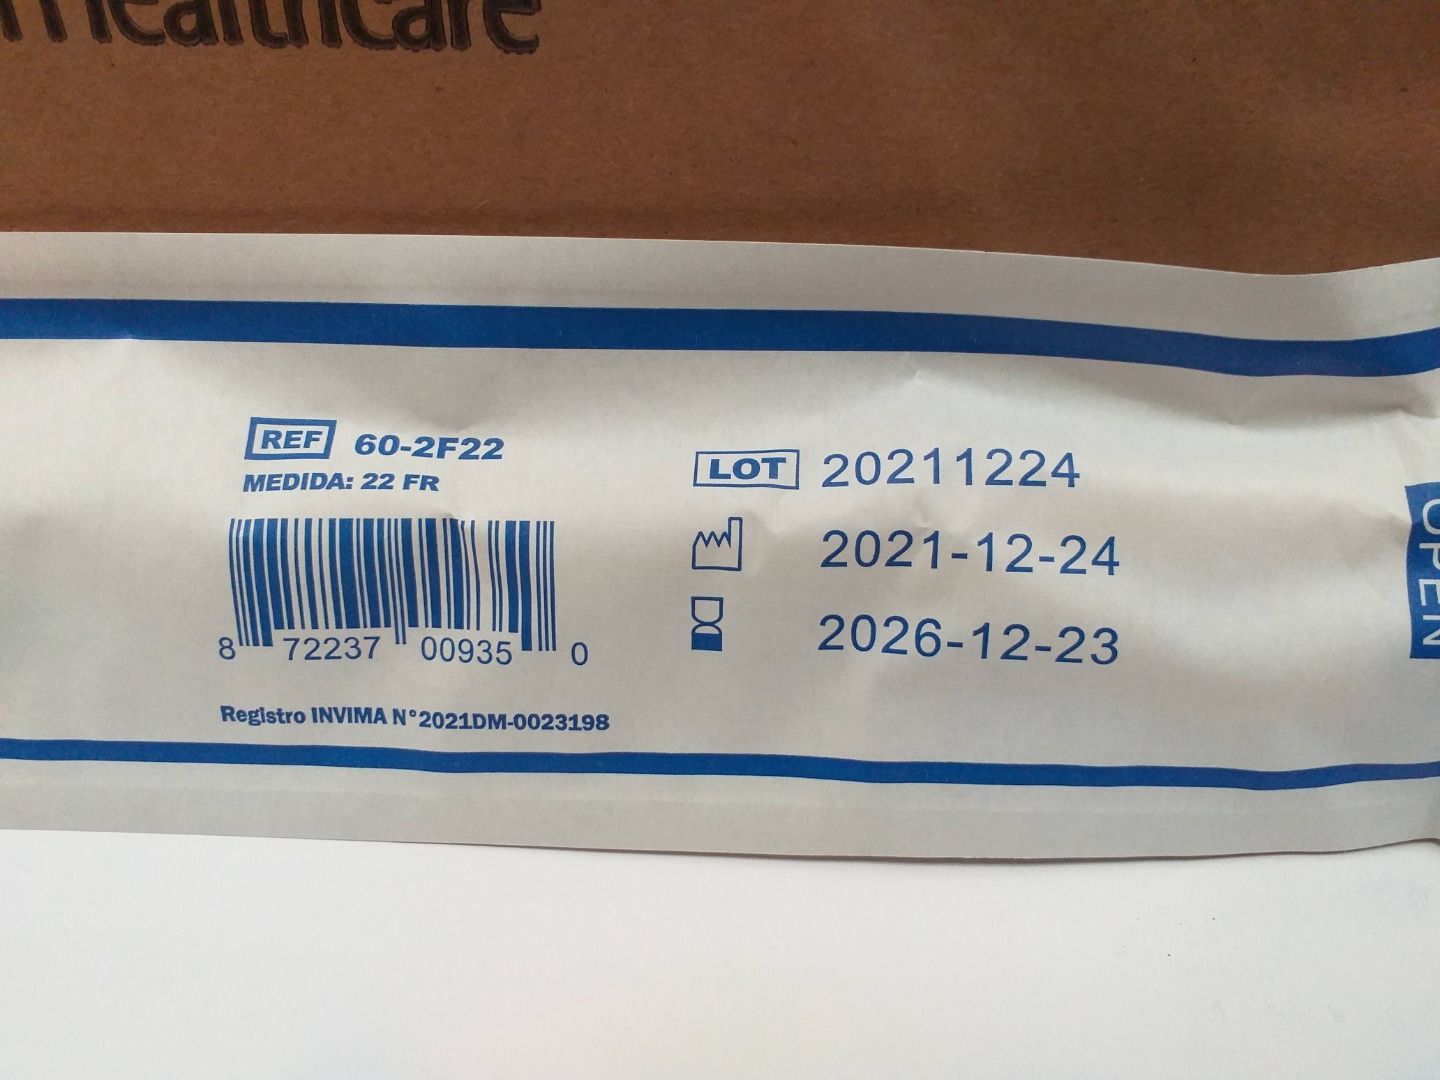 Healthcare
REF 60-2F22
MEDIDA: 22 FR
8 72237 00935 0
Registro INVIMA N°2021DM-0023198
LOT 20211224
2021-12-24
2026-12-23
OPEN